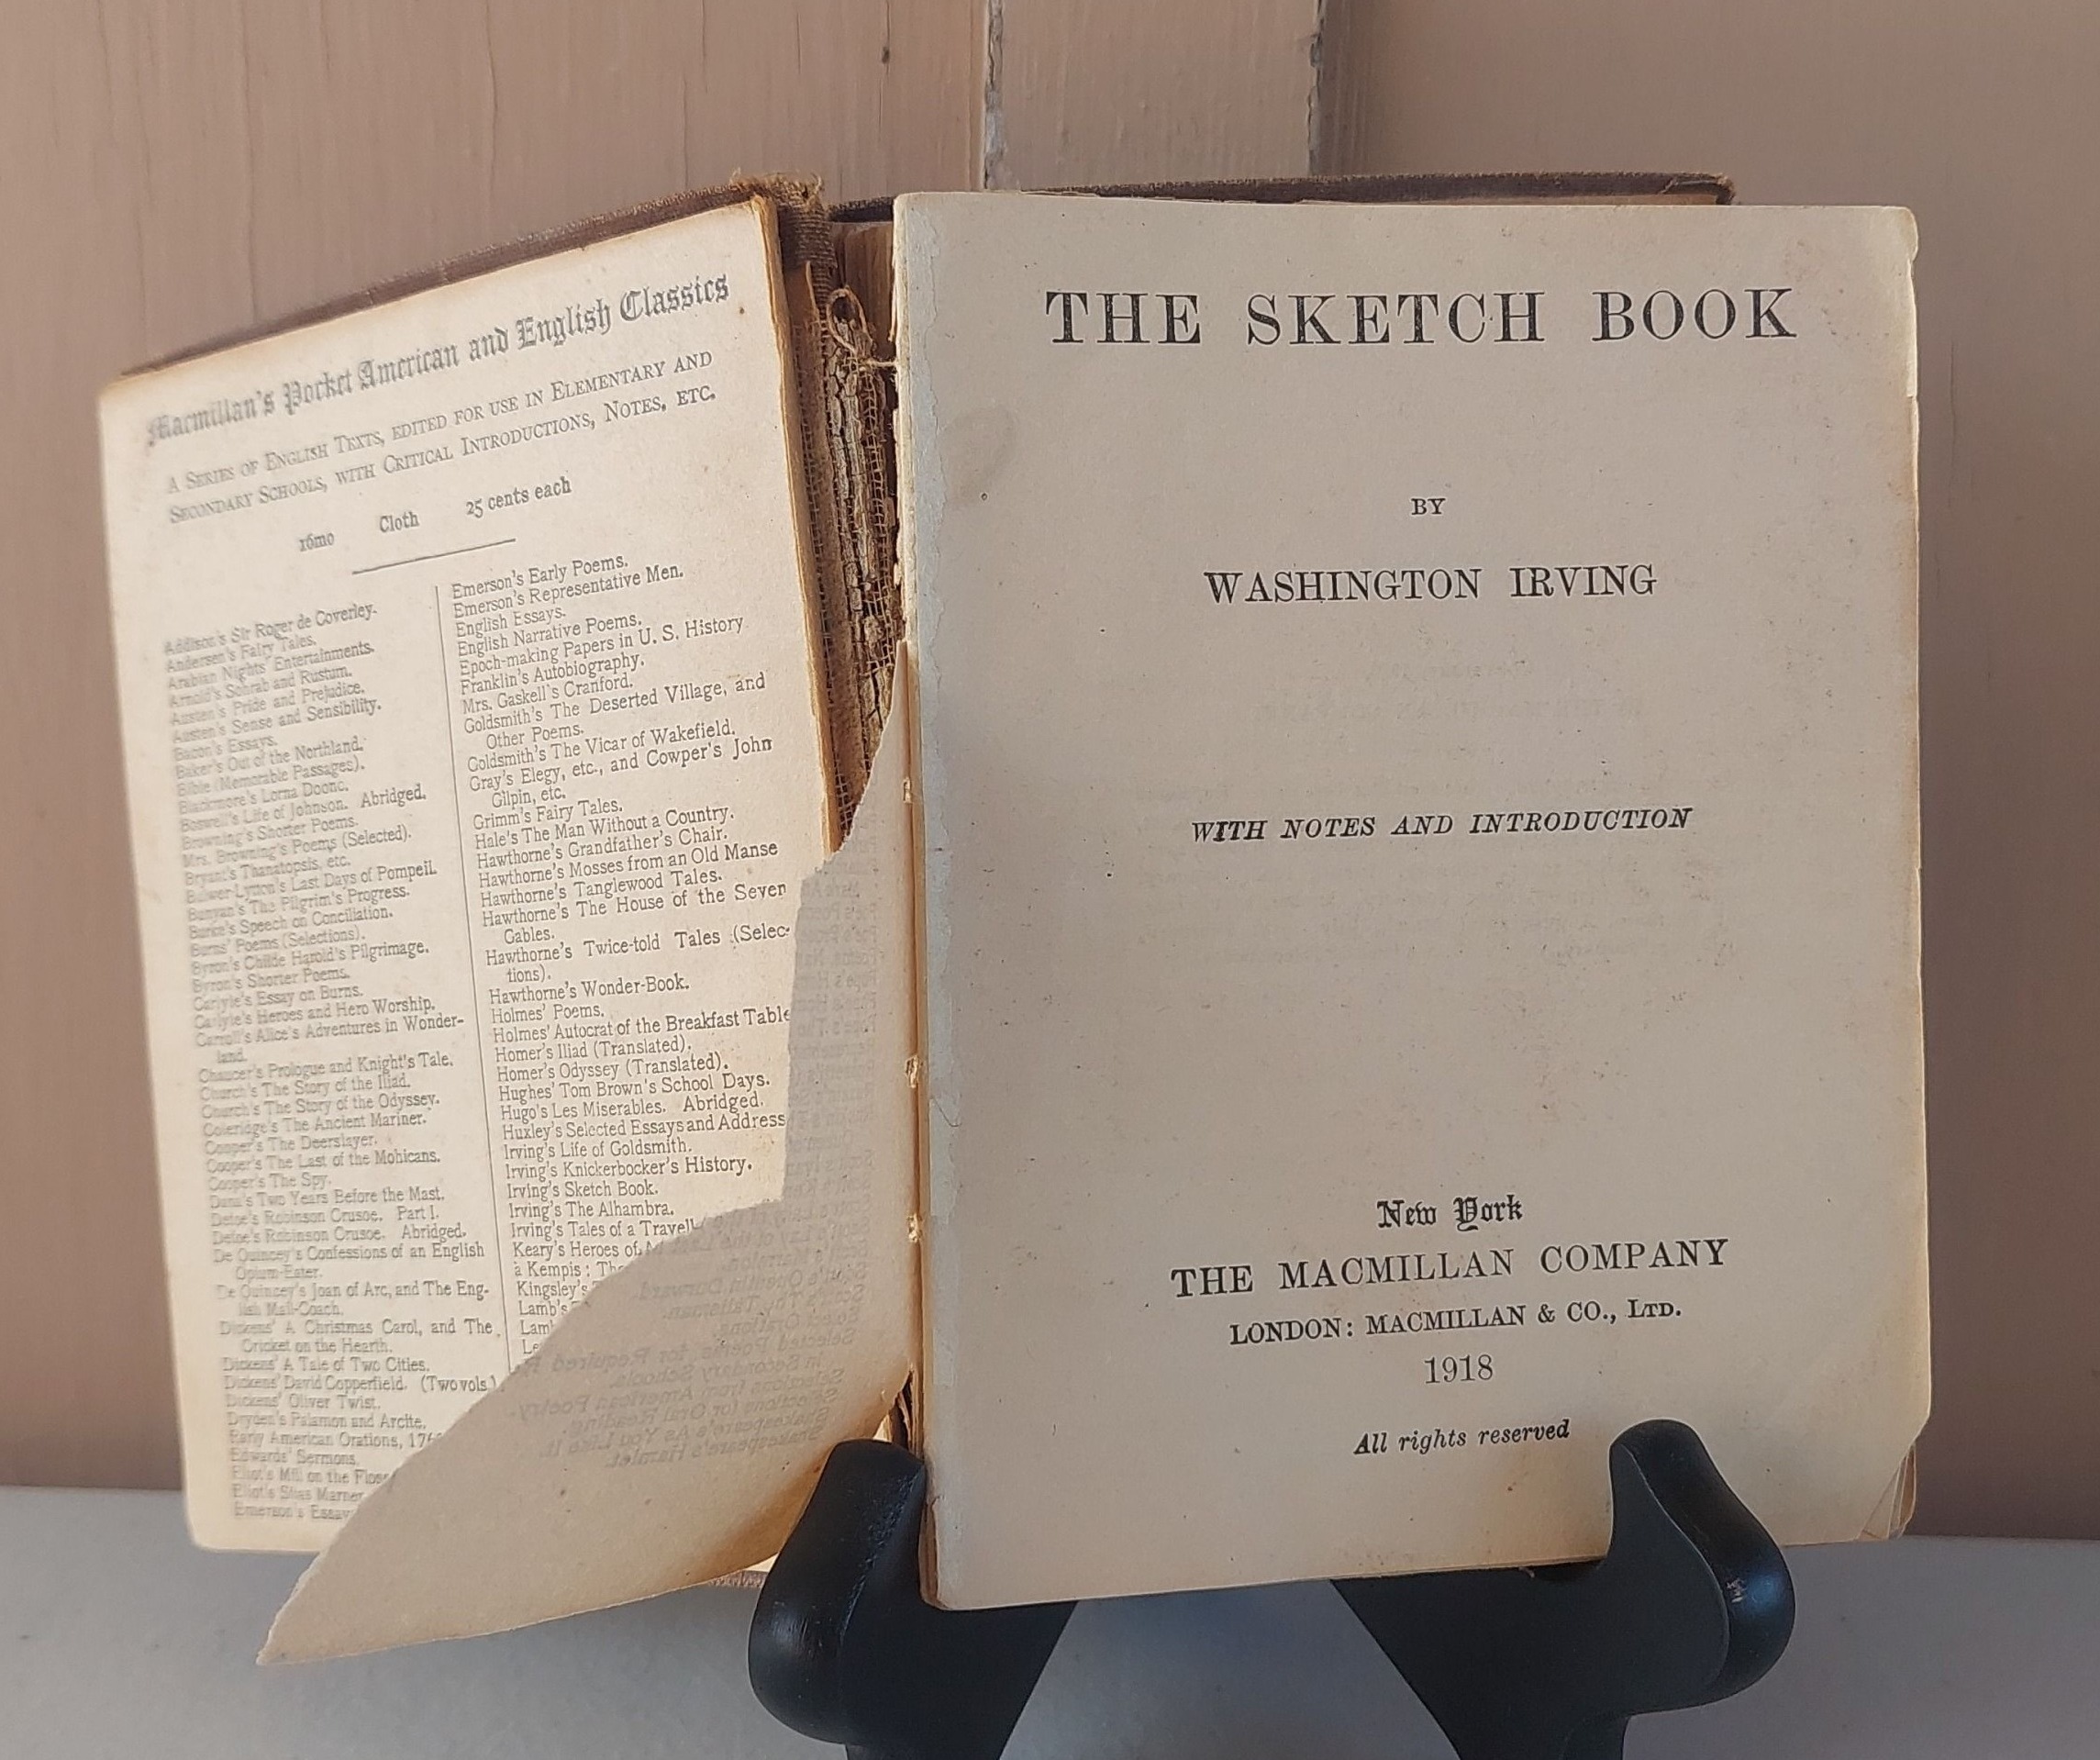 Macmillan's Pocket American and English Classics
A Series of English Texts, edited for use in Elementary and
Secondary Schools, with Critical Introductions, Notes, etc.
16mo Cloth 25 cents each
Addison's Sir Roger de Coverley.
Andersen's Fairy Tales.
Arabian Nights' Entertainments.
Arnold's Sohrab and Rustum.
Austen's Pride and Prejudice.
Austen's Sense and Sensibility.
Bacon's Essays.
Baker's Out of the Northland.
Bible (Memorable Passages).
Blackmore's Lorna Doone.
Boswell's Life of Johnson. Abridged.
Browning's Shorter Poems.
Mrs. Browning's Poems (Selected).
Bryant's Thanatopsis, etc.
Bulwer-Lytton's Last Days of Pompeii.
Bunyan's The Pilgrim's Progress.
Burke's Speech on Conciliation.
Burns' Poems (Selections).
Byron's Childe Harold's Pilgrimage.
Byron's Shorter Poems.
Carlyle's Essay on Burns.
Carlyle's Heroes and Hero Worship.
Carroll's Alice's Adventures in Wonder-
land.
Chaucer's Prologue and Knight's Tale.
Church's The Story of the Iliad.
Church's The Story of the Odyssey.
Coleridge's The Ancient Mariner.
Cooper's The Deerslayer.
Cooper's The Last of the Mohicans.
Cooper's The Spy.
Dana's Two Years Before the Mast.
Defoe's Robinson Crusoe. Part I.
Defoe's Robinson Crusoe. Abridged.
De Quincey's Confessions of an English
Opium-Eater.
De Quincey's Joan of Arc, and The Eng-
lish Mail-Coach.
Dickens' A Christmas Carol, and The
Cricket on the Hearth.
Dickens' A Tale of Two Cities.
Dickens' David Copperfield. (Two vols.)
Dickens' Oliver Twist.
Dryden's Palamon and Arcite.
Early American Orations, 176
Edwards' Sermons.
Eliot's Mill on the Floss
Eliot's Silas Marner
Emerson's Essay
Emerson's Early Poems.
Emerson's Representative Men.
English Essays.
English Narrative Poems.
Epoch-making Papers in U. S. History
Franklin's Autobiography.
Mrs. Gaskell's Cranford.
Goldsmith's The Deserted Village, and
Other Poems.
Goldsmith's The Vicar of Wakefield.
Gray's Elegy, etc., and Cowper's John
Gilpin, etc.
Grimm's Fairy Tales.
Hale's The Man Without a Country.
Hawthorne's Grandfather's Chair.
Hawthorne's Mosses from an Old Manse
Hawthorne's Tanglewood Tales.
Hawthorne's The House of the Seven
Gables.
Hawthorne's Twice-told Tales (Selec-
tions).
Hawthorne's Wonder-Book.
Holmes' Poems.
Holmes' Autocrat of the Breakfast Table
Homer's Iliad (Translated).
Homer's Odyssey (Translated).
Hughes' Tom Brown's School Days.
Hugo's Les Miserables. Abridged.
Huxley's Selected Essays and Address
Irving's Life of Goldsmith.
Irving's Knickerbocker's History.
Irving's Sketch Book.
Irving's The Alhambra.
Irving's Tales of a Travell
Keary's Heroes of
à Kempis: The
Kingsley's
Lamb's
Lamb
THE SKETCH BOOK
BY
WASHINGTON IRVING
WITH NOTES AND INTRODUCTION
New York
THE MACMILLAN COMPANY
LONDON: MACMILLAN & CO., Ltd.
1918
All rights reserved